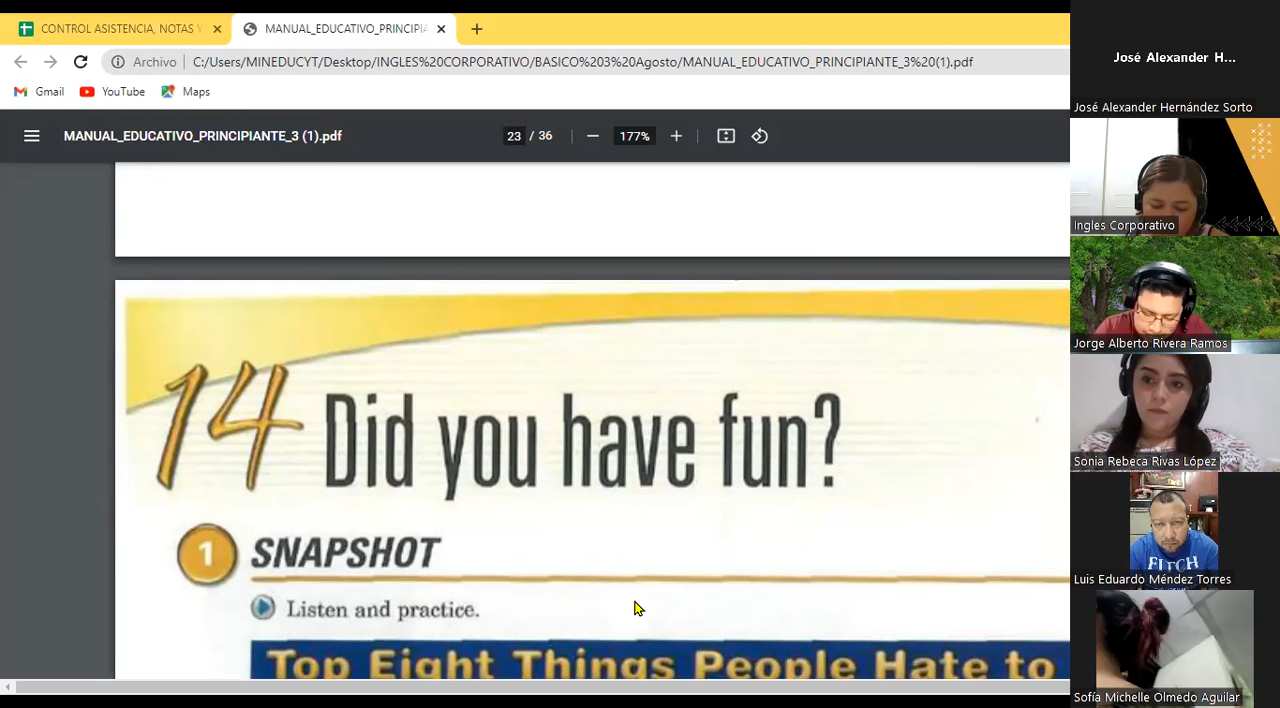 CONTROL ASISTENCIA, NOTAS Y
MANUAL_EDUCATIVO_PRINCIPIA
Archivo
C:/Users/MINEDUCYT/Desktop/INGLES%20CORPORATIVO/BASICO%203%20Agosto/MANUAL_EDUCATIVO_PRINCIPIANTE_3%20(1).pdf
Gmail
YouTube
Maps
MANUAL_EDUCATIVO_PRINCIPIANTE_3 (1).pdf
23 / 36
177%
14 Did you have fun?
1 SNAPSHOT
Listen and practice.
Top Eight Things People Hate to
José Alexander H...
José Alexander Hernández Sorto
Ingles Corporativo
Jorge Alberto Rivera Ramos
Sonia Rebeca Rivas López
FITCH
Luis Eduardo Méndez Torres
Sofía Michelle Olmedo Aguilar